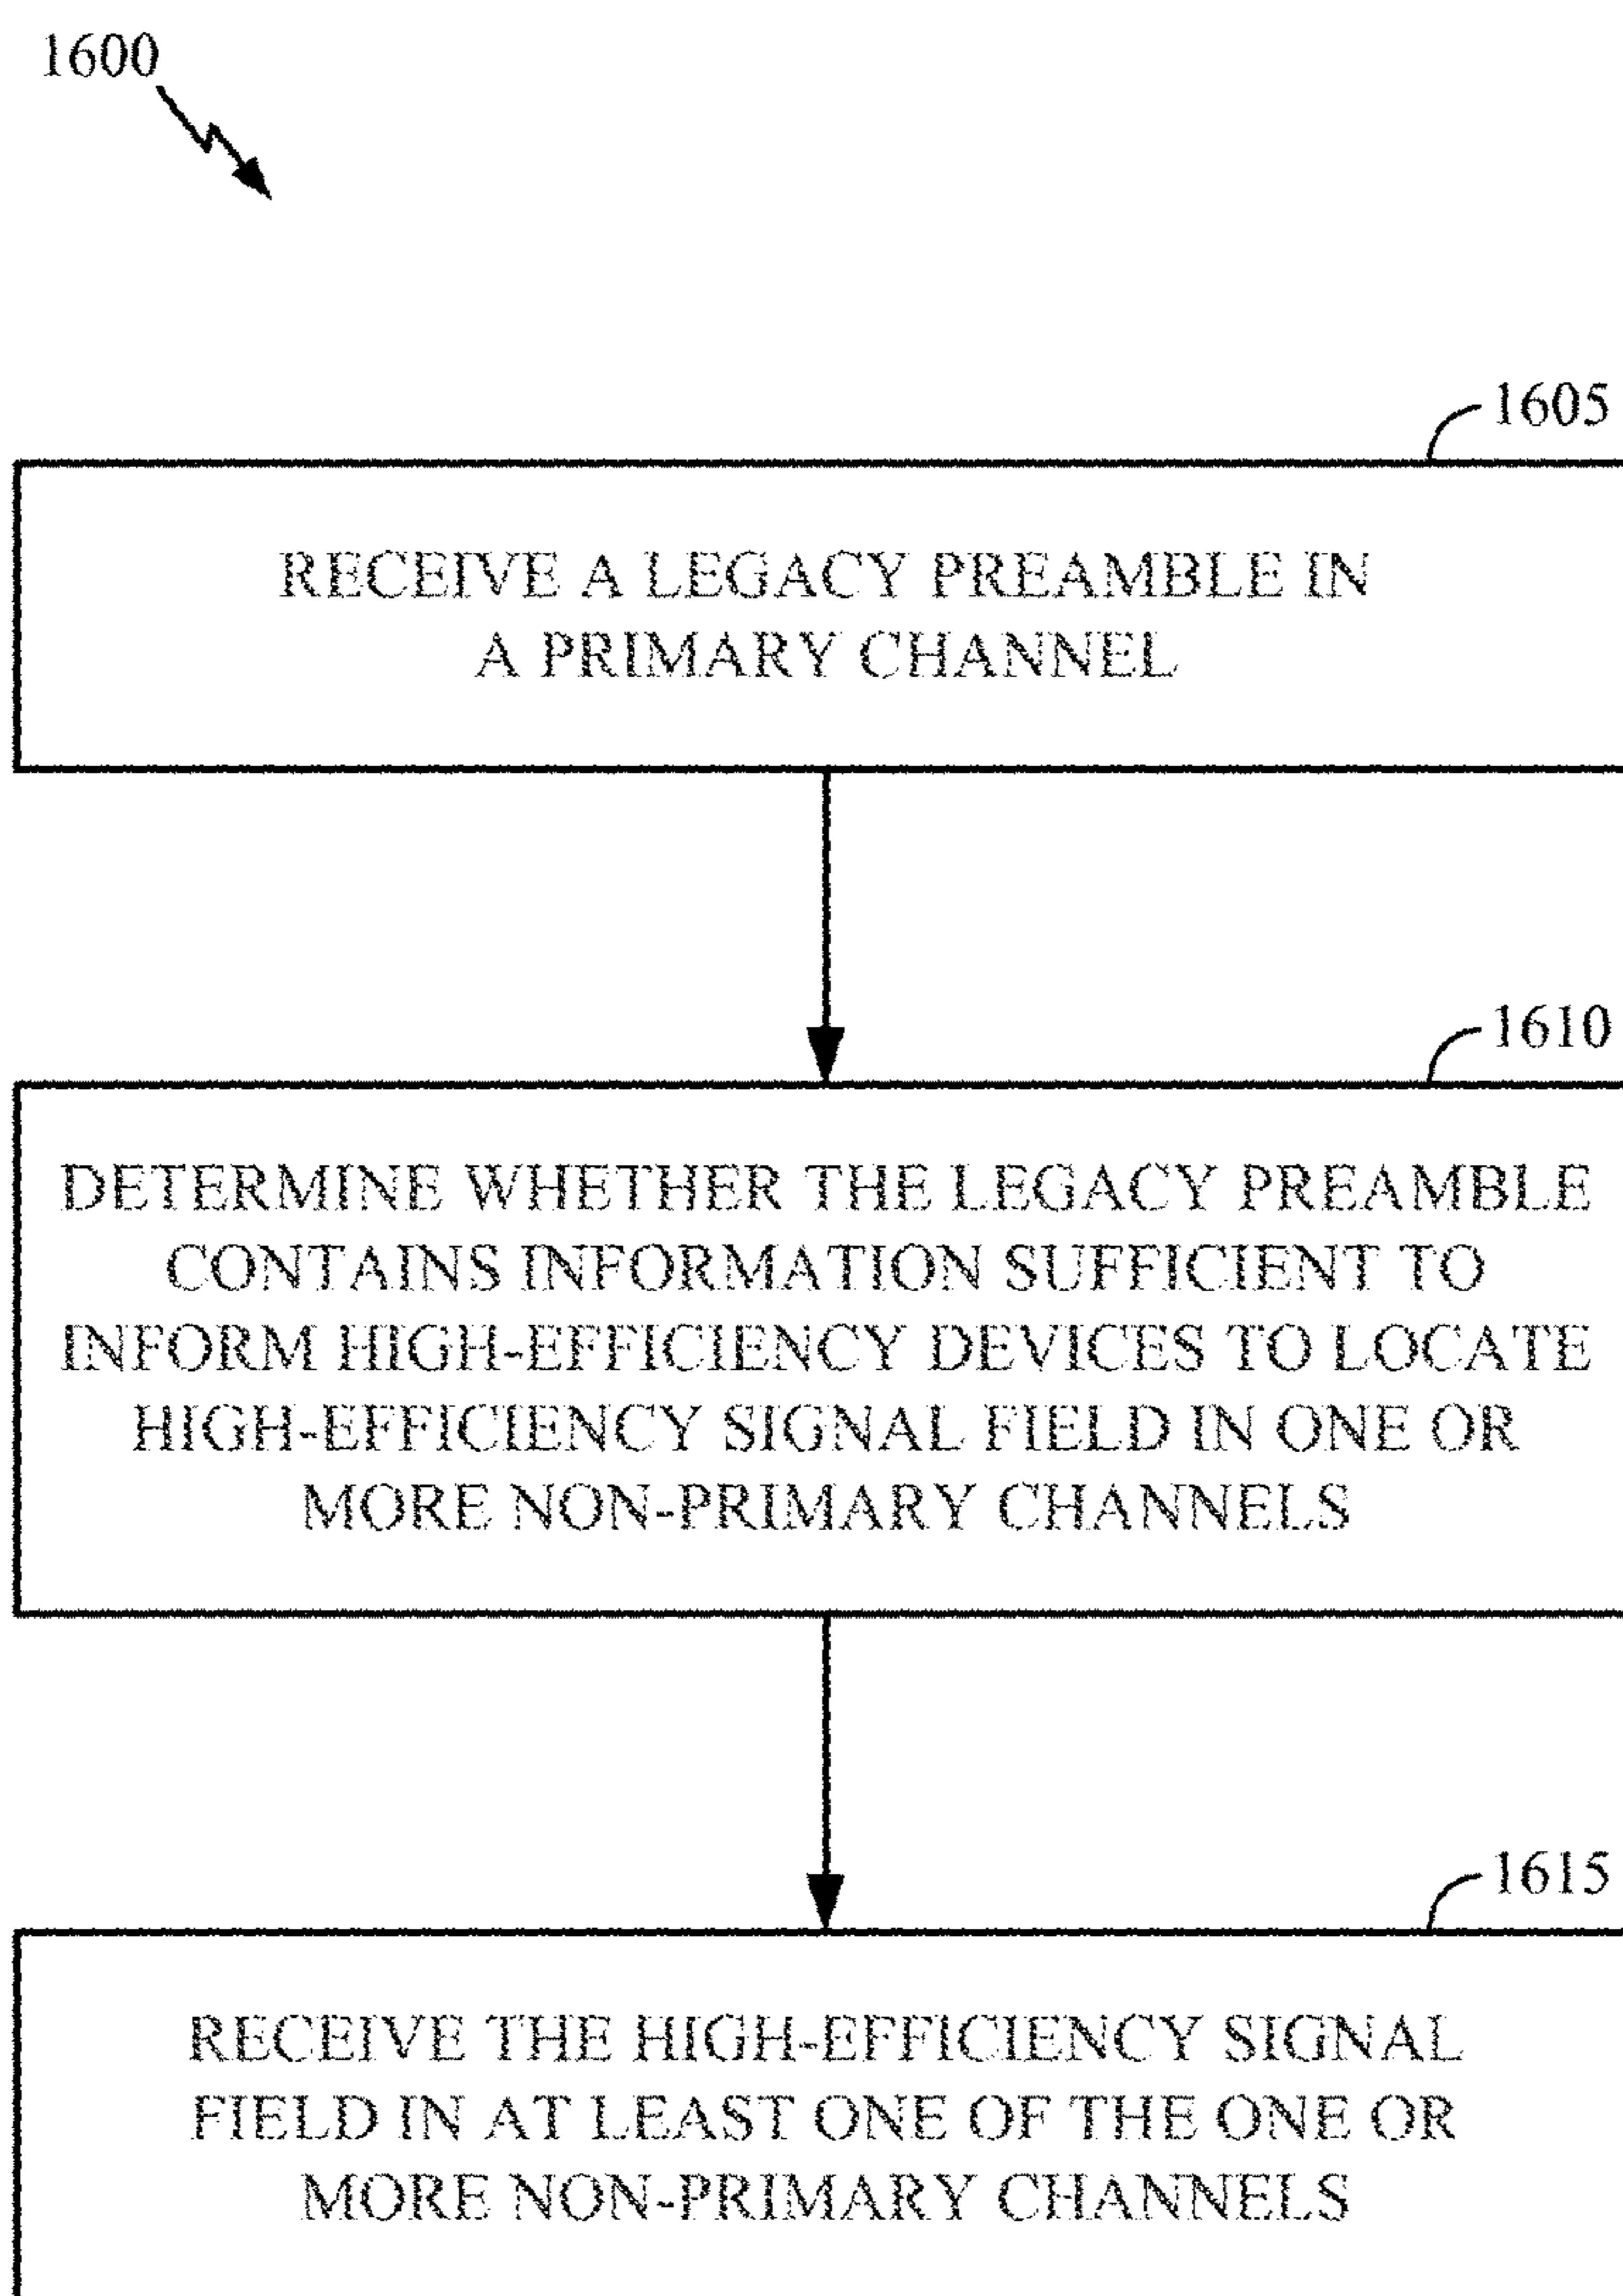 1600
1605
RECEIVE A LEGACY PREAMBLE IN
A PRIMARY CHANNEL
1610
DETERMINE WHETHER THE LEGACY PREAMBLE
CONTAINS INFORMATION SUFFICIENT TO
INFORM HIGH-EFFICIENCY DEVICES TO LOCATE
HIGH-EFFICIENCY SIGNAL FIELD IN ONE OR
MORE NON-PRIMARY CHANNELS
1615
RECEIVE THE HIGH-EFFICIENCY SIGNAL
FIELD IN AT LEAST ONE OF THE ONE OR
MORE NON-PRIMARY CHANNELS